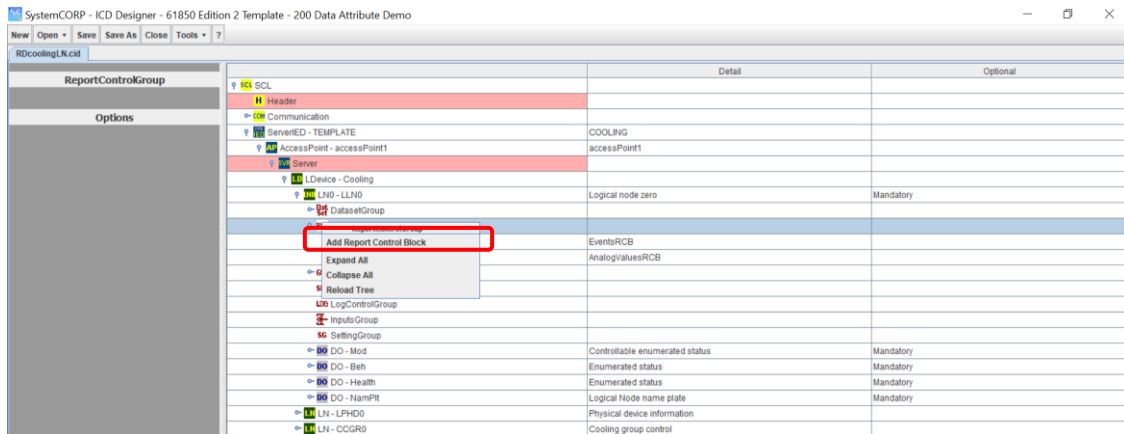 SystemCORP - ICD Designer - 61850 Edition 2 Template - 200 Data Attribute Demo
New Open Save Save As Close Tools ?
RDcoolingLN.cid
ReportControlGroup
Options
Detail Optional
SCL SCL
H Header
COM Communication
IED ServerIED - TEMPLATE COOLING
AP AccessPoint - accessPoint1 accessPoint1
SVR Server
LD LDevice - Cooling
LN0 LN0 - LLN0 Logical node zero Mandatory
Dat Set DatasetGroup
ReportControlGroup
Add Report Control Block EventsRCB
Expand All AnalogValuesRCB
G Collapse All
Reload Tree
LOG LogControlGroup
InputsGroup
SG SettingGroup
DO DO - Mod Controllable enumerated status Mandatory
DO DO - Beh Enumerated status Mandatory
DO DO - Health Enumerated status Mandatory
DO DO - NamPlt Logical Node name plate Mandatory
LN LN - LPHD0 Physical device information
LN LN - CCGR0 Cooling group control